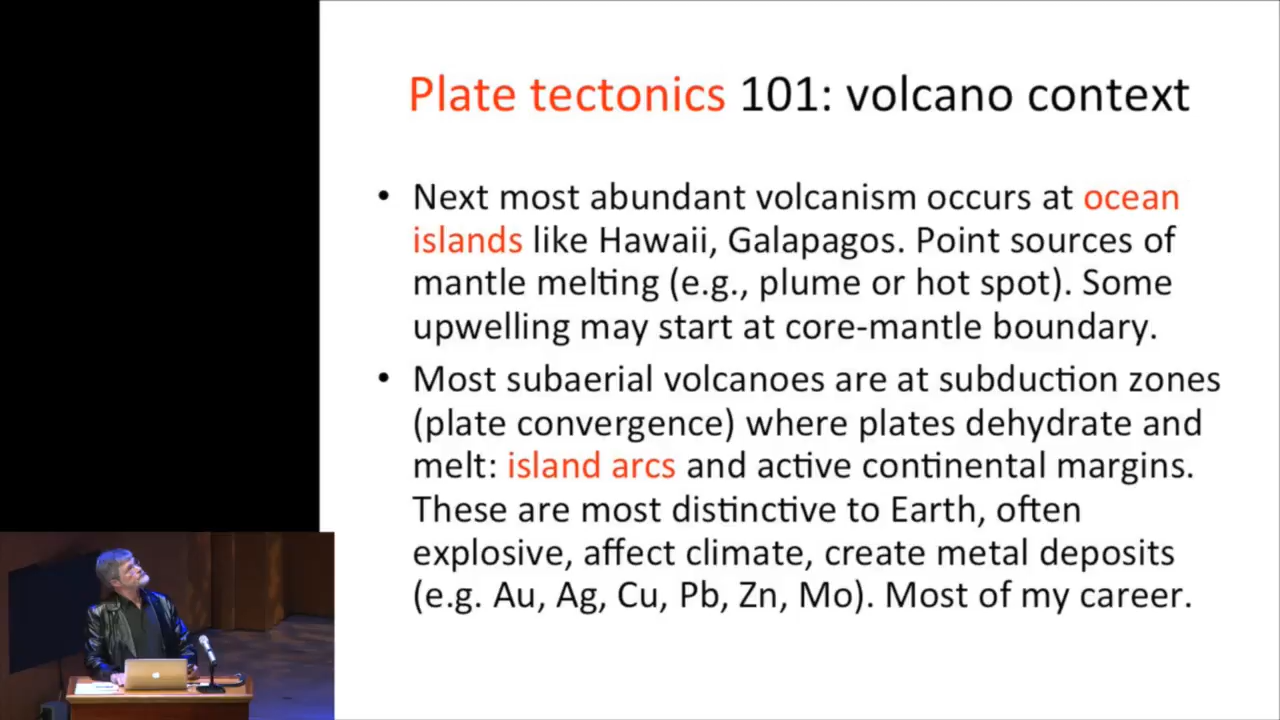 Plate tectonics 101: volcano context
• Next most abundant volcanism occurs at ocean
islands like Hawaii, Galapagos. Point sources of
mantle melting (e.g., plume or hot spot). Some
upwelling may start at core-mantle boundary.
• Most subaerial volcanoes are at subduction zones
(plate convergence) where plates dehydrate and
melt: island arcs and active continental margins.
These are most distinctive to Earth, often
explosive, affect climate, create metal deposits
(e.g. Au, Ag, Cu, Pb, Zn, Mo). Most of my career.